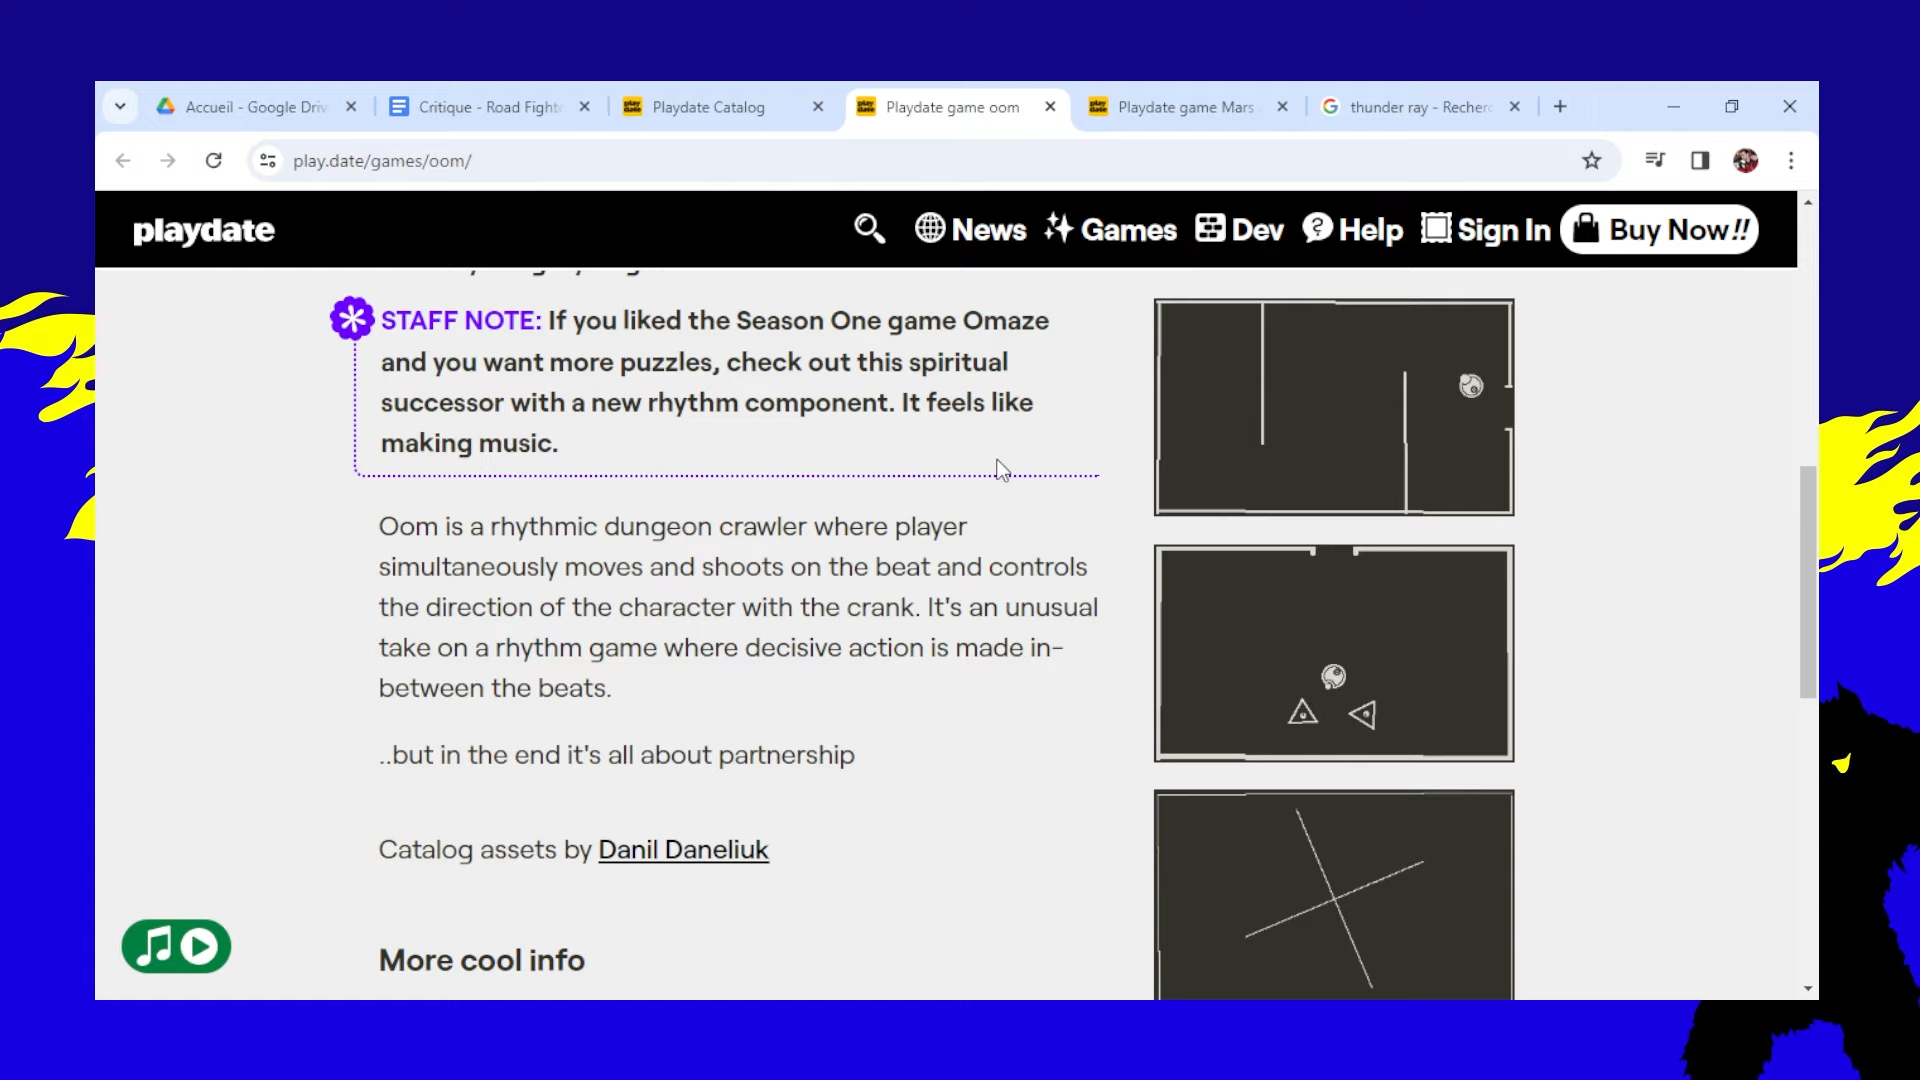 Accueil - Google Driv
Critique - Road Fighte
Playdate Catalog
Playdate game oom
Playdate game Mars
thunder ray - Recherc
play.date/games/oom/
playdate
News
Games
Dev
Help
Sign In
Buy Now!!
STAFF NOTE: If you liked the Season One game Omaze
and you want more puzzles, check out this spiritual
successor with a new rhythm component. It feels like
making music.
Oom is a rhythmic dungeon crawler where player
simultaneously moves and shoots on the beat and controls
the direction of the character with the crank. It's an unusual
take on a rhythm game where decisive action is made in-
between the beats.
..but in the end it's all about partnership
Catalog assets by Danil Daneliuk
More cool info